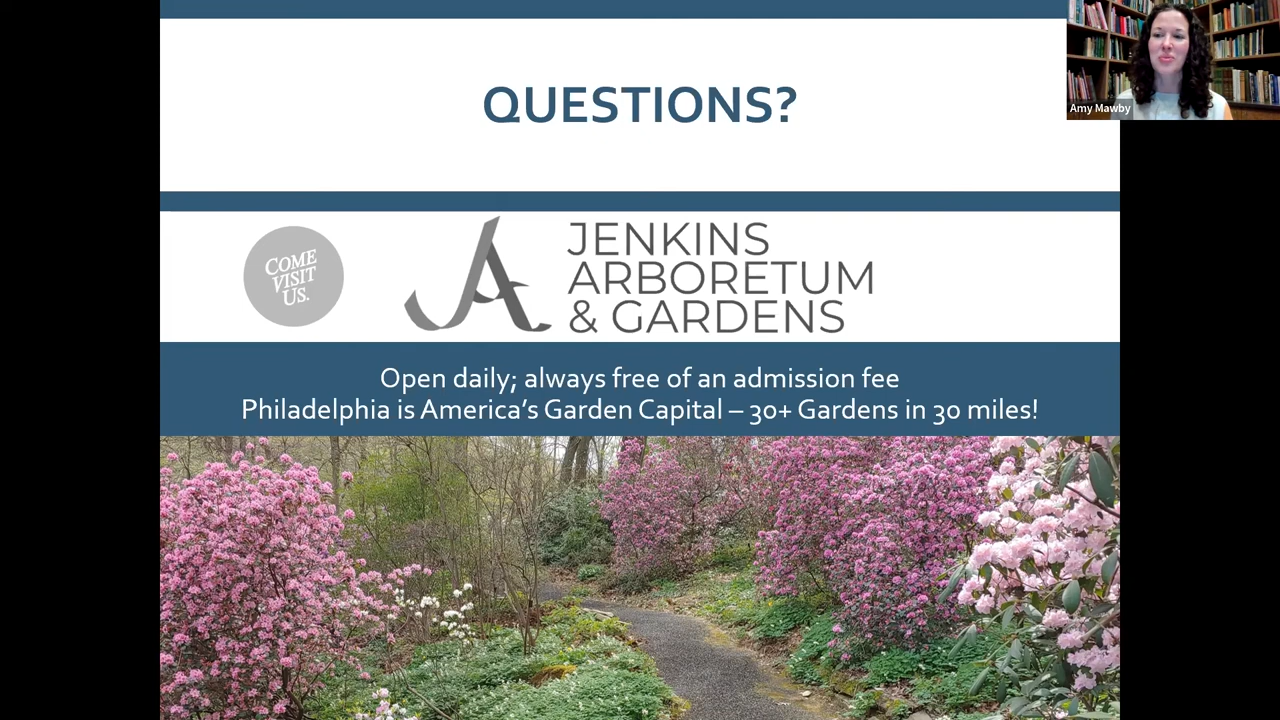 QUESTIONS?
Amy Mawby
COME
VISIT
US.
JENKINS
ARBORETUM
& GARDENS
Open daily; always free of an admission fee
Philadelphia is America’s Garden Capital – 30+ Gardens in 30 miles!